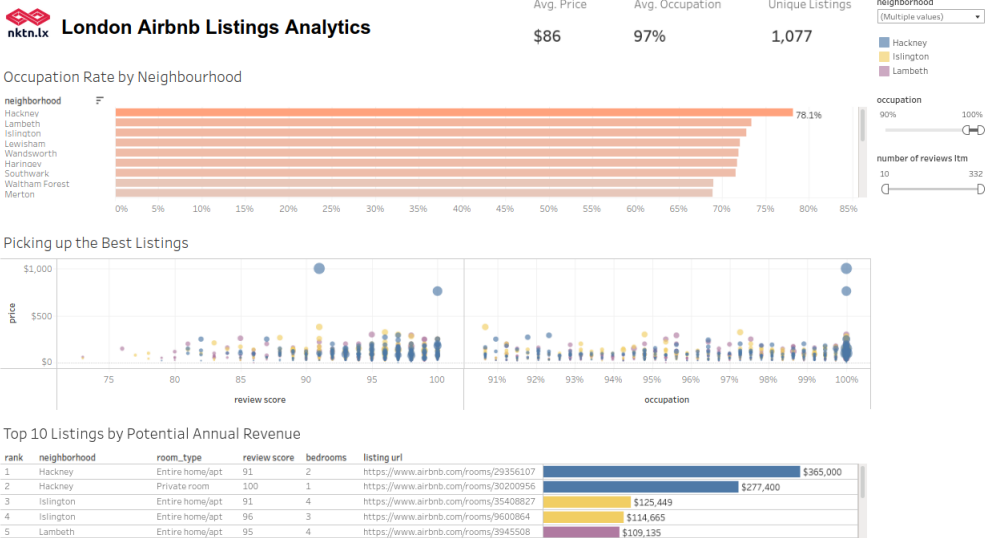 nktn.lx
London Airbnb Listings Analytics
Avg. Price
Avg. Occupation
Unique Listings
$86
97%
1,077
neighborhood
(Multiple values)
Hackney
Islington
Lambeth
occupation
90%
100%
number of reviews ltm
10
332
Occupation Rate by Neighbourhood
neighborhood
Hackney
78.1%
Lambeth
Islington
Lewisham
Wandsworth
Haringey
Southwark
Waltham Forest
Merton
0% 5% 10% 15% 20% 25% 30% 35% 40% 45% 50% 55% 60% 65% 70% 75% 80% 85%
Picking up the Best Listings
price
$1,000
$500
$0
75 80 85 90 95 100
91% 92% 93% 94% 95% 96% 97% 98% 99% 100%
review score
occupation
Top 10 Listings by Potential Annual Revenue
rank neighborhood room_type review score bedrooms listing url
1 Hackney Entire home/apt 91 2 https://www.airbnb.com/rooms/29356107 $365,000
2 Hackney Private room 100 1 https://www.airbnb.com/rooms/30200956 $277,400
3 Islington Entire home/apt 91 4 https://www.airbnb.com/rooms/35408827 $125,449
4 Islington Entire home/apt 96 3 https://www.airbnb.com/rooms/9600864 $114,665
5 Lambeth Entire home/apt 95 4 https://www.airbnb.com/rooms/3945508 $109,135